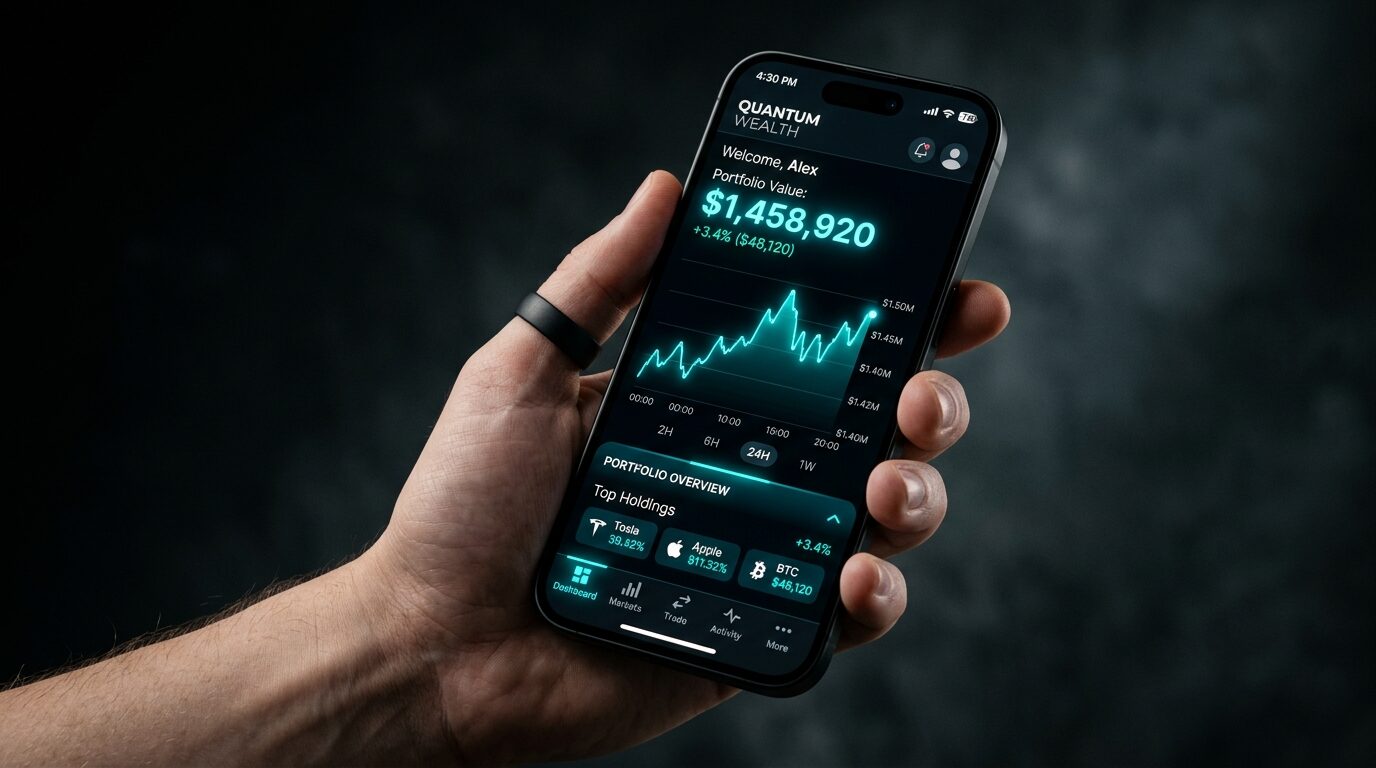 4:30 PM
QUANTUM
WEALTH
Welcome, Alex
Portfolio Value:
$1,458,920
+3.4% ($48,120)
$1.50M
$1.45M
$1.40M
$1.42M
$1.40M
00:00 00:00 10:00 16:00 20:00
2H 6H 24H 1W
PORTFOLIO OVERVIEW
Top Holdings
+3.4%
Tosla
39.82%
Apple
BTC
$48,120
Dashboard
Markets
Trade
Activity
More